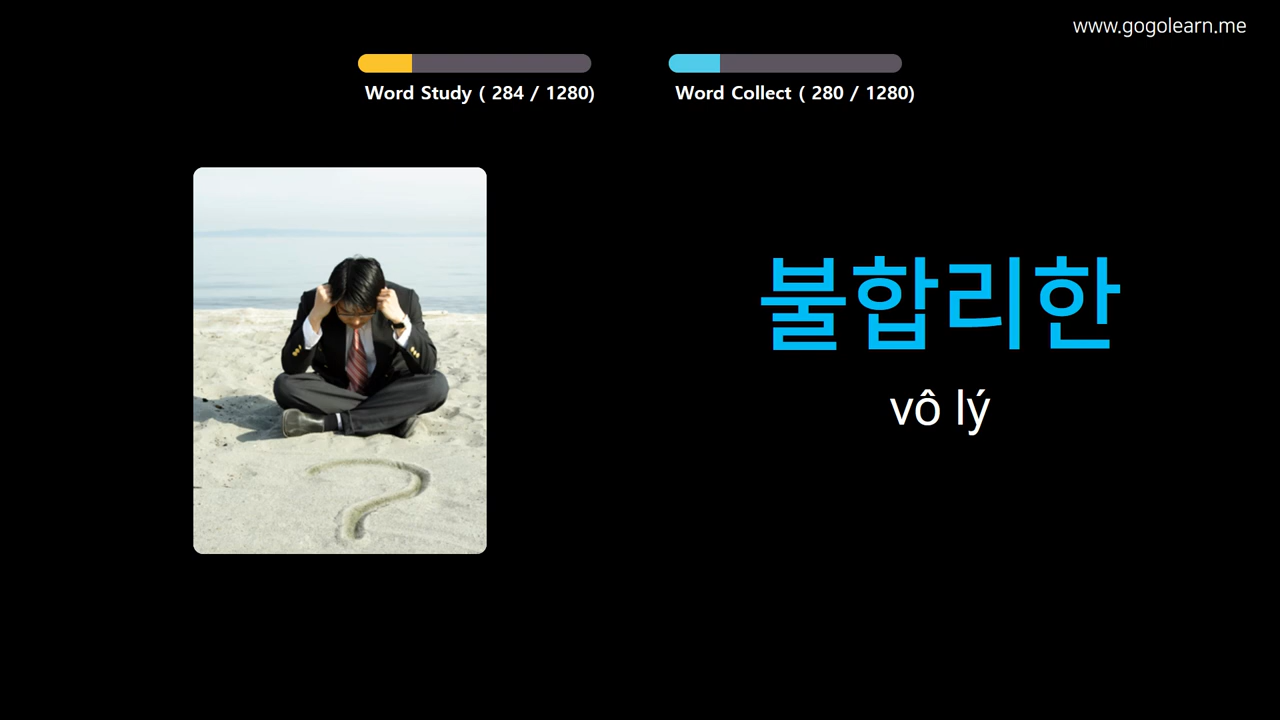 www.gogolearn.me
Word Study ( 284 / 1280)
Word Collect ( 280 / 1280)
불합리한
vô lý
?